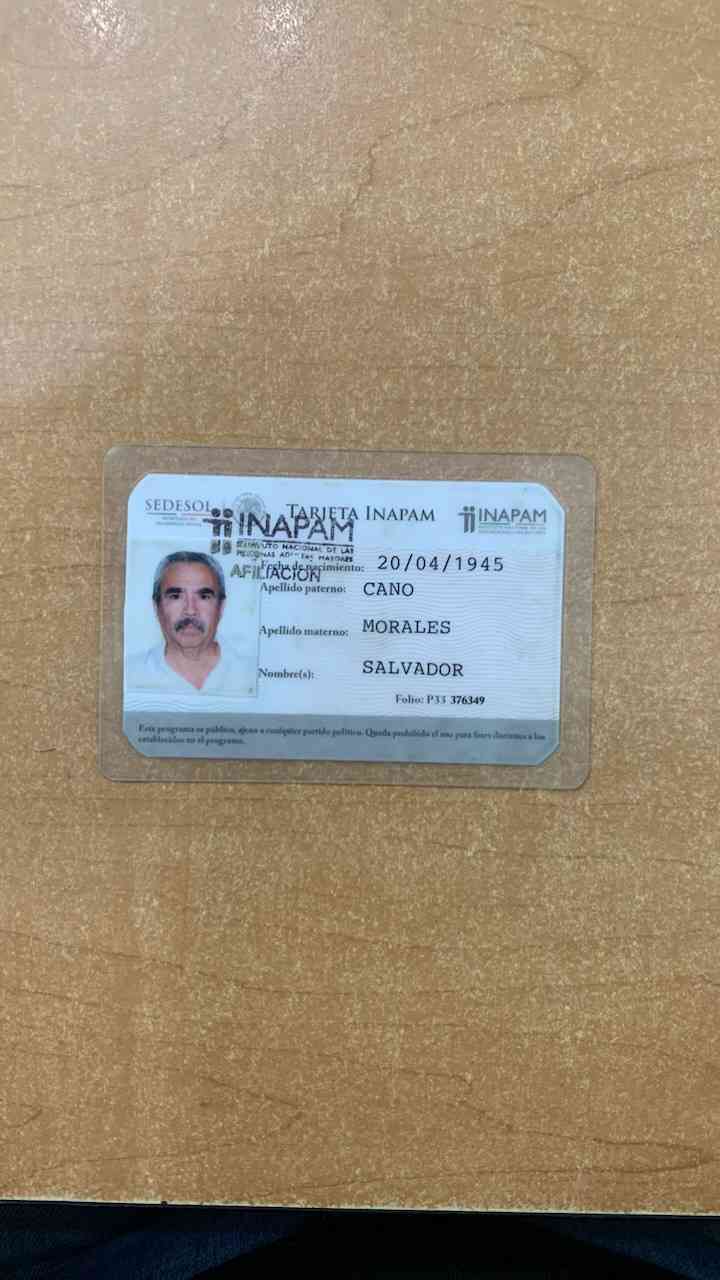 SEDESOL
TARJETA INAPAM
INAPAM
INAPAM
INSTITUTO NACIONAL DE LAS
PERSONAS ADULTAS MAYORES
AFILIACIÓN
Fecha de nacimiento: 20/04/1945
Apellido paterno: CANO
Apellido materno: MORALES
Nombre(s): SALVADOR
Folio: P33 376349
Este programa es público, ajeno a cualquier partido político. Queda prohibido el uso para fines distintos a los
establecidos en el programa.